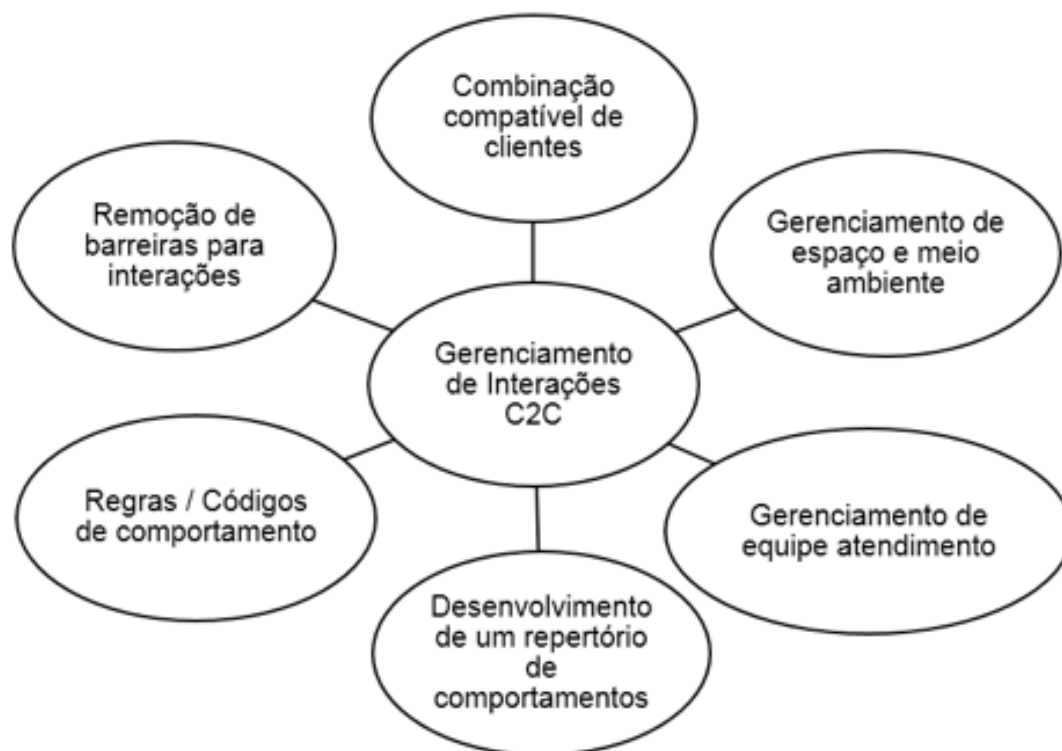 Combinação
compatível de
clientes
Remoção de
barreiras para
interações
Gerenciamento de
espaço e meio
ambiente
Gerenciamento
de Interações
C2C
Regras / Códigos
de comportamento
Gerenciamento de
equipe atendimento
Desenvolvimento
de um repertório
de
comportamentos